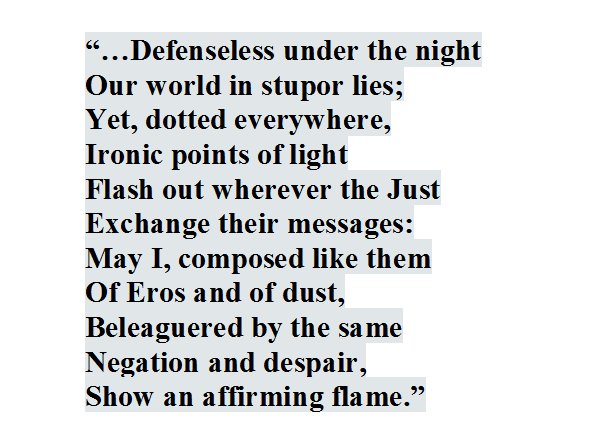 “…Defenseless under the night
Our world in stupor lies;
Yet, dotted everywhere,
Ironic points of light
Flash out wherever the Just
Exchange their messages:
May I, composed like them
Of Eros and of dust,
Beleaguered by the same
Negation and despair,
Show an affirming flame.”